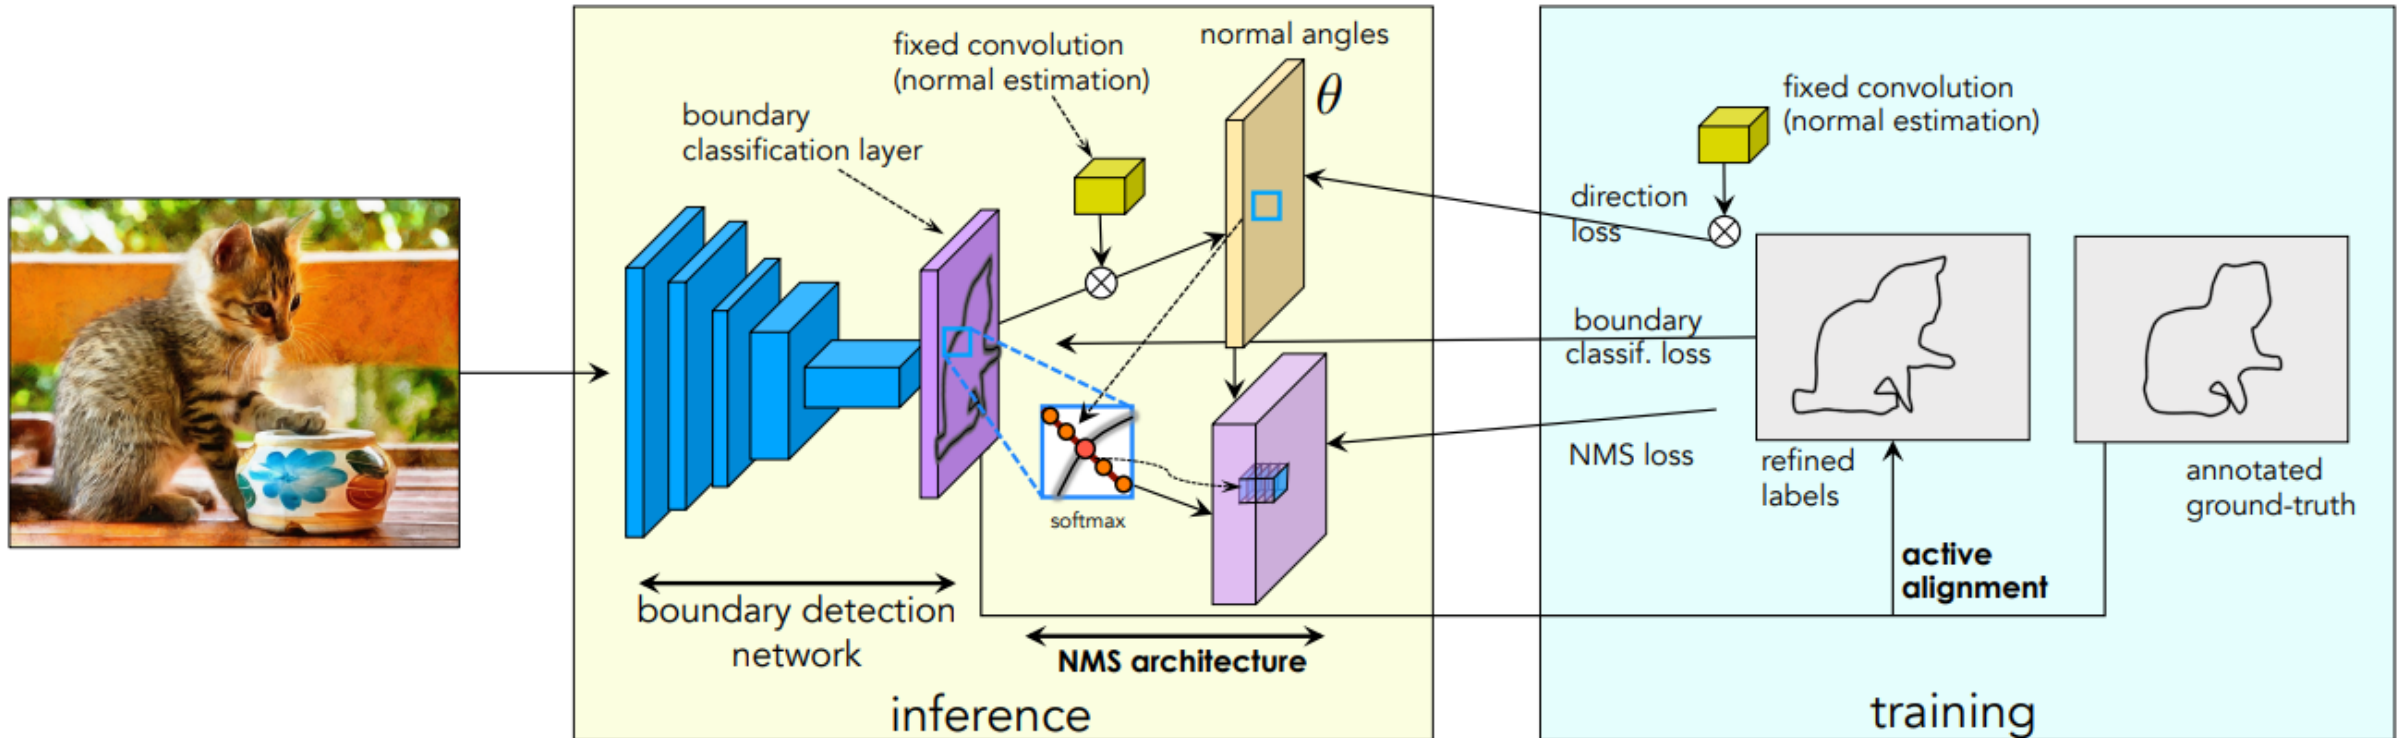 fixed convolution
(normal estimation)
normal angles
θ
boundary
classification layer
softmax
boundary detection
network
NMS architecture
inference
fixed convolution
(normal estimation)
direction
loss
boundary
classif. loss
NMS loss
refined
labels
annotated
ground-truth
active
alignment
training